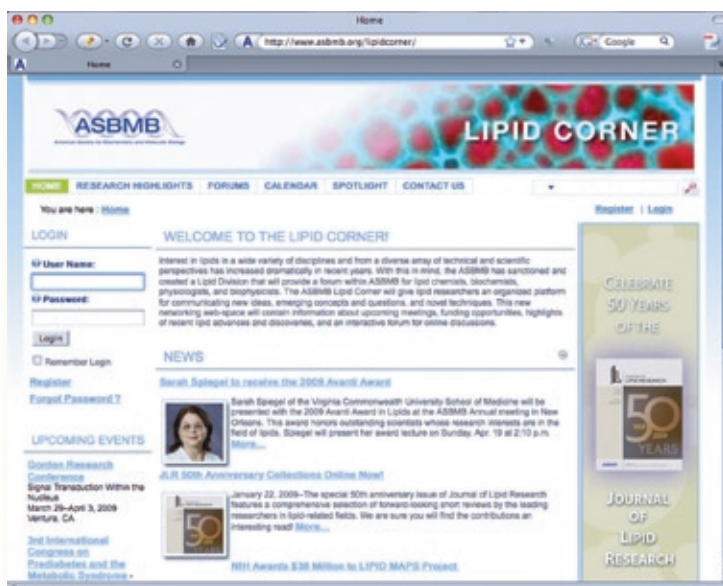 Home
http://www.asbmb.org/lipidcorner/
Google
Home
ASBMB
American Society for Biochemistry and Molecular Biology
LIPID CORNER
HOME RESEARCH HIGHLIGHTS FORUMS CALENDAR SPOTLIGHT CONTACT US
You are here : Home
Register | Login
LOGIN
User Name:
Password:
Login
Remember Login
Register
Forgot Password ?
UPCOMING EVENTS
Gordon Research
Conference
Signal Transduction Within the
Nucleus
March 29–April 3, 2009
Ventura, CA
3rd International
Congress on
Prediabetes and the
Metabolic Syndrome -
WELCOME TO THE LIPID CORNER!
Interest in lipids in a wide variety of disciplines and from a diverse array of technical and scientific
perspectives has increased dramatically in recent years. With this in mind, the ASBMB has sanctioned and
created a Lipid Division that will provide a forum within ASBMB for lipid chemists, biochemists,
physiologists, and biophysicists. The ASBMB Lipid Corner will give lipid researchers an organized platform
for communicating new ideas, emerging concepts and questions, and novel techniques. This new
networking web-space will contain information about upcoming meetings, funding opportunities, highlights
of recent lipid advances and discoveries, and an interactive forum for online discussions.
NEWS
Sarah Spiegel to receive the 2009 Avanti Award
Sarah Spiegel of the Virginia Commonwealth University School of Medicine will be
presented with the 2009 Avanti Award in Lipids at the ASBMB Annual meeting in New
Orleans. This award honors outstanding scientists whose research interests are in the
field of lipids. Spiegel will present her award lecture on Sunday, Apr. 19 at 2:10 p.m.
More...
JLR 50th Anniversary Collections Online Now!
January 22, 2009–The special 50th anniversary issue of Journal of Lipid Research
features a comprehensive selection of forward-looking short reviews by the leading
researchers in lipid-related fields. We are sure you will find the contributions an
interesting read! More...
50
NIH Awards $38 Million to LIPID MAPS Project
CELEBRATE
50 YEARS
OF THE
LIPID RESEARCH
50
YEARS
JOURNAL
OF
LIPID
RESEARCH